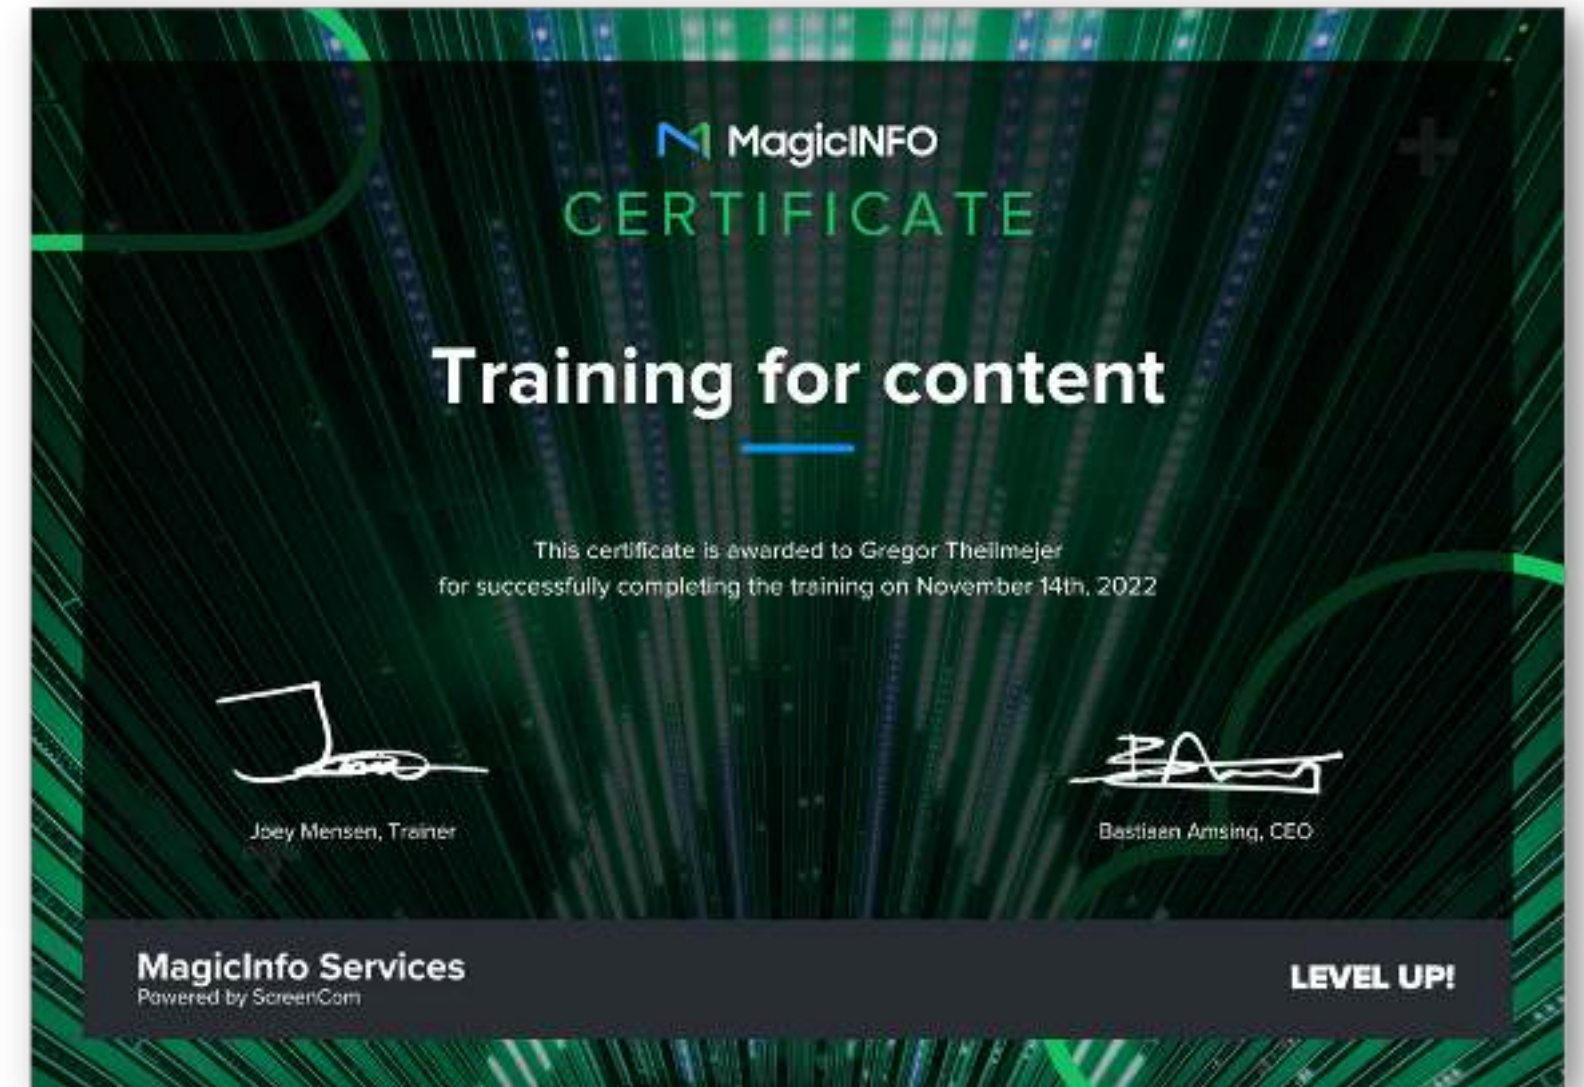 MagicINFO
CERTIFICATE
Training for content
This certificate is awarded to Gregor Theilmejer
for successfully completing the training on November 14th, 2022
Joey Mensen, Trainer
Bastiaan Amsing, CEO
MagicInfo Services
Powered by ScreenCom
LEVEL UP!